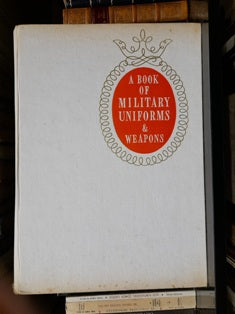 A BOOK
OF
MILITARY
UNIFORMS
&
WEAPONS